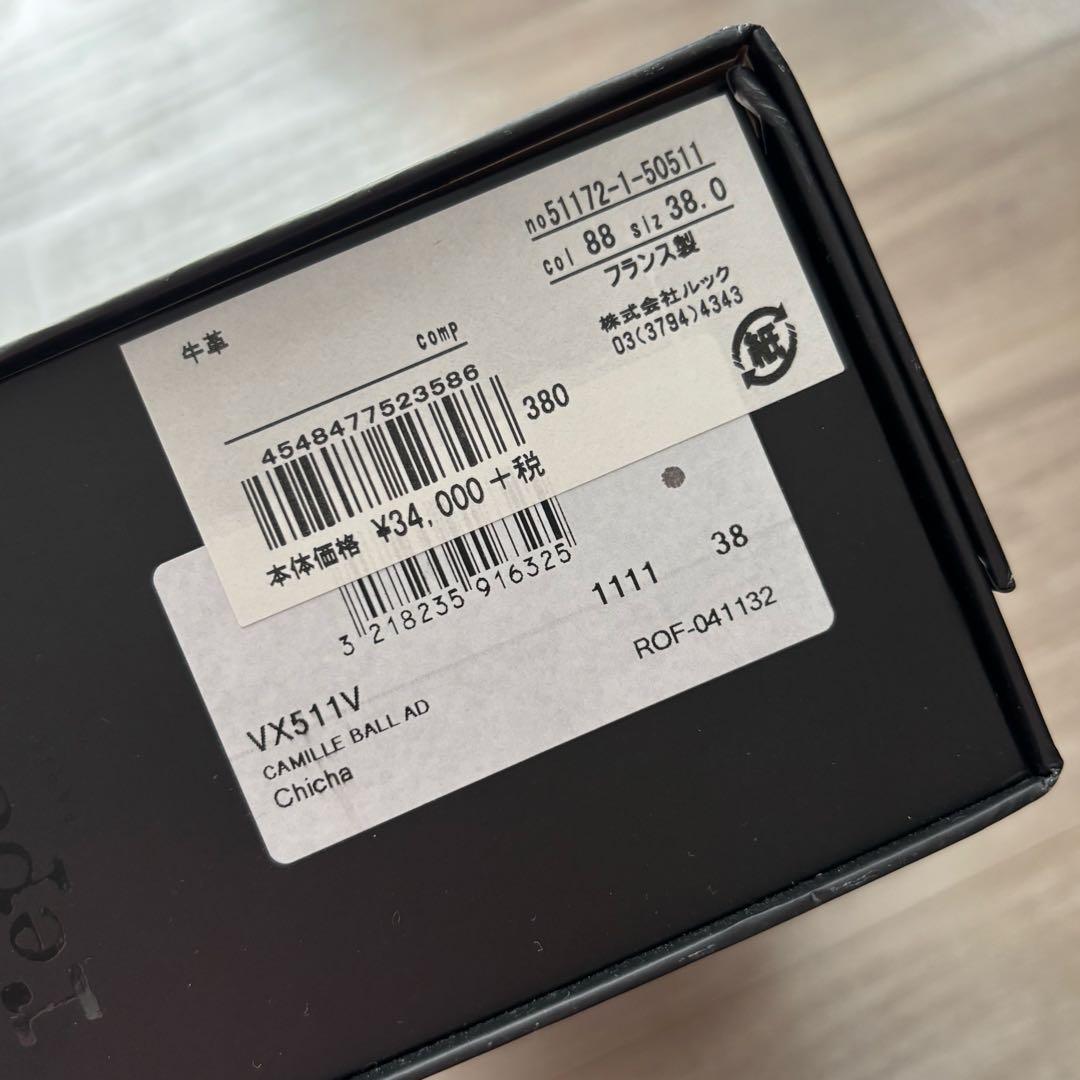 no51172-1-50511
col 88 siz 38.0
フランス製
株式会社ルック
03(3794)4343
紙
牛革
comp
4548477523586
380
本体価格 ¥34,000+税
3 218235 916325
1111 38
ROF-041132
VX511V
CAMILLE BALL AD
Chicha